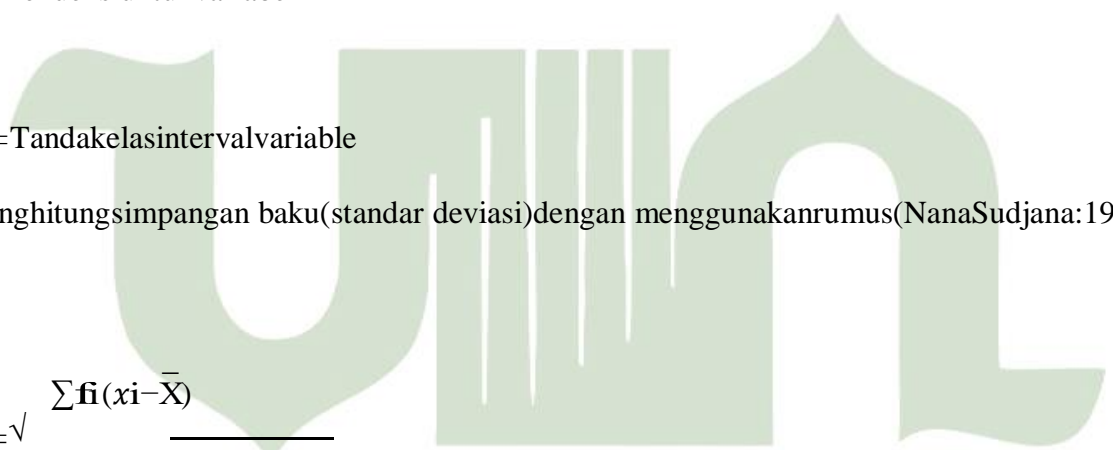 =Tandakelasintervalvariable
nghitungsimpangan baku(standar deviasi)dengan menggunakanrumus(NanaSudjana:19
∑fi(xi−X̅)
=√